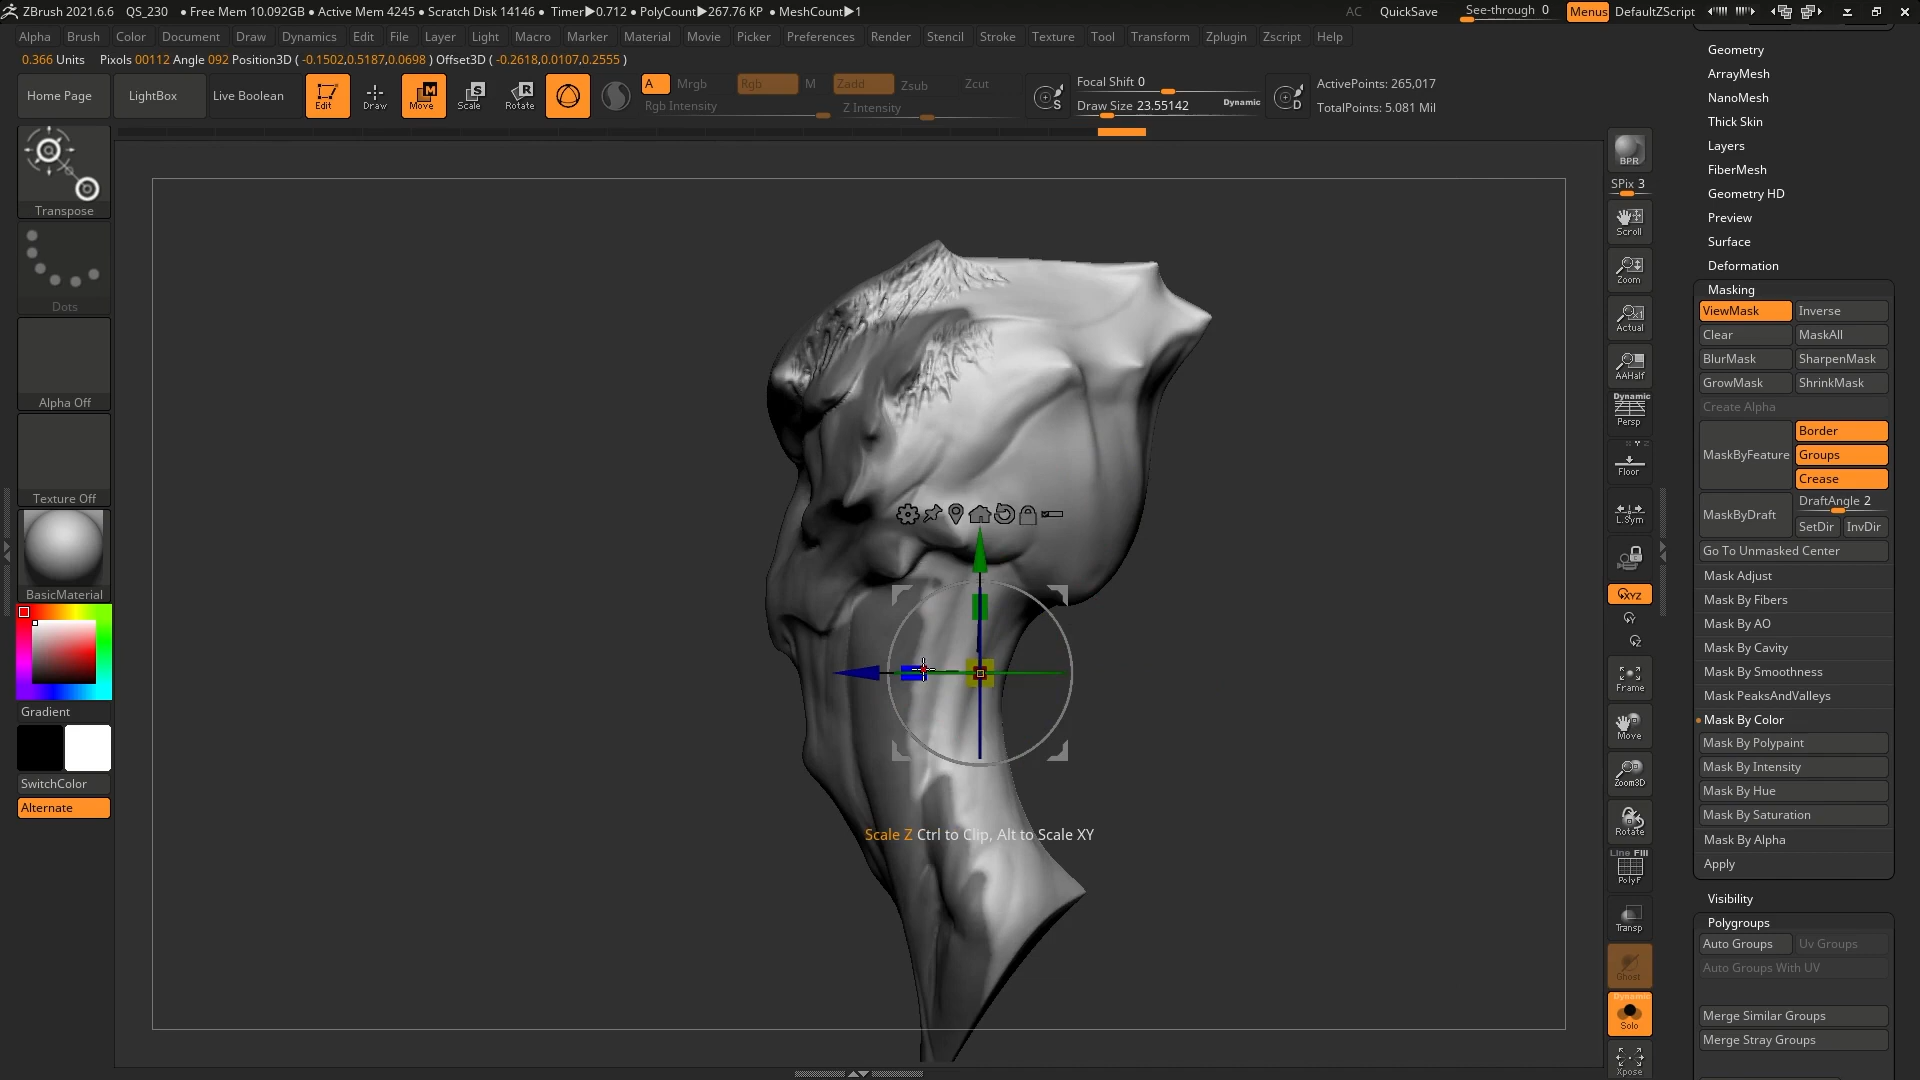 ZBrush 2021.6.6 QS_230 • Free Mem 10.092GB • Active Mem 4245 • Scratch Disk 14146 • Timer▶0.712 • PolyCount▶267.76 KP • MeshCount▶1 AC QuickSave See-through 0 Menus DefaultZScript
Alpha Brush Color Document Draw Dynamics Edit File Layer Light Macro Marker Material Movie Picker Preferences Render Stencil Stroke Texture Tool Transform Zplugin Zscript Help
0.366 Units Pixols 00112 Angle 092 Position3D ( -0.1502,0.5187,0.0698 ) Offset3D ( -0.2618,0.0107,0.2555 )
Home Page LightBox Live Boolean Edit Draw Move Scale Rotate A Mrgb Rgb M Zadd Zsub Zcut
Rgb Intensity Z Intensity
S Focal Shift 0
Draw Size 23.55142 Dynamic D
ActivePoints: 265,017
TotalPoints: 5.081 Mil
Transpose
Dots
Alpha Off
Texture Off
BasicMaterial
Gradient
SwitchColor
Alternate
Scale Z Ctrl to Clip, Alt to Scale XY
BPR
SPix 3
Scroll
Zoom
Actual
AAHalf
Dynamic
Persp
Floor
L.Sym
XYZ
Y
Z
Frame
Move
Zoom3D
Rotate
Line Fill
PolyF
Transp
Ghost
Dynamic
Solo
Xpose
Geometry
ArrayMesh
NanoMesh
Thick Skin
Layers
FiberMesh
Geometry HD
Preview
Surface
Deformation
Masking
ViewMask Inverse
Clear MaskAll
BlurMask SharpenMask
GrowMask ShrinkMask
Create Alpha
MaskByFeature Border
Groups
Crease
MaskByDraft DraftAngle 2
SetDir InvDir
Go To Unmasked Center
Mask Adjust
Mask By Fibers
Mask By AO
Mask By Cavity
Mask By Smoothness
Mask PeaksAndValleys
Mask By Color
Mask By Polypaint
Mask By Intensity
Mask By Hue
Mask By Saturation
Mask By Alpha
Apply
Visibility
Polygroups
Auto Groups Uv Groups
Auto Groups With UV
Merge Similar Groups
Merge Stray Groups